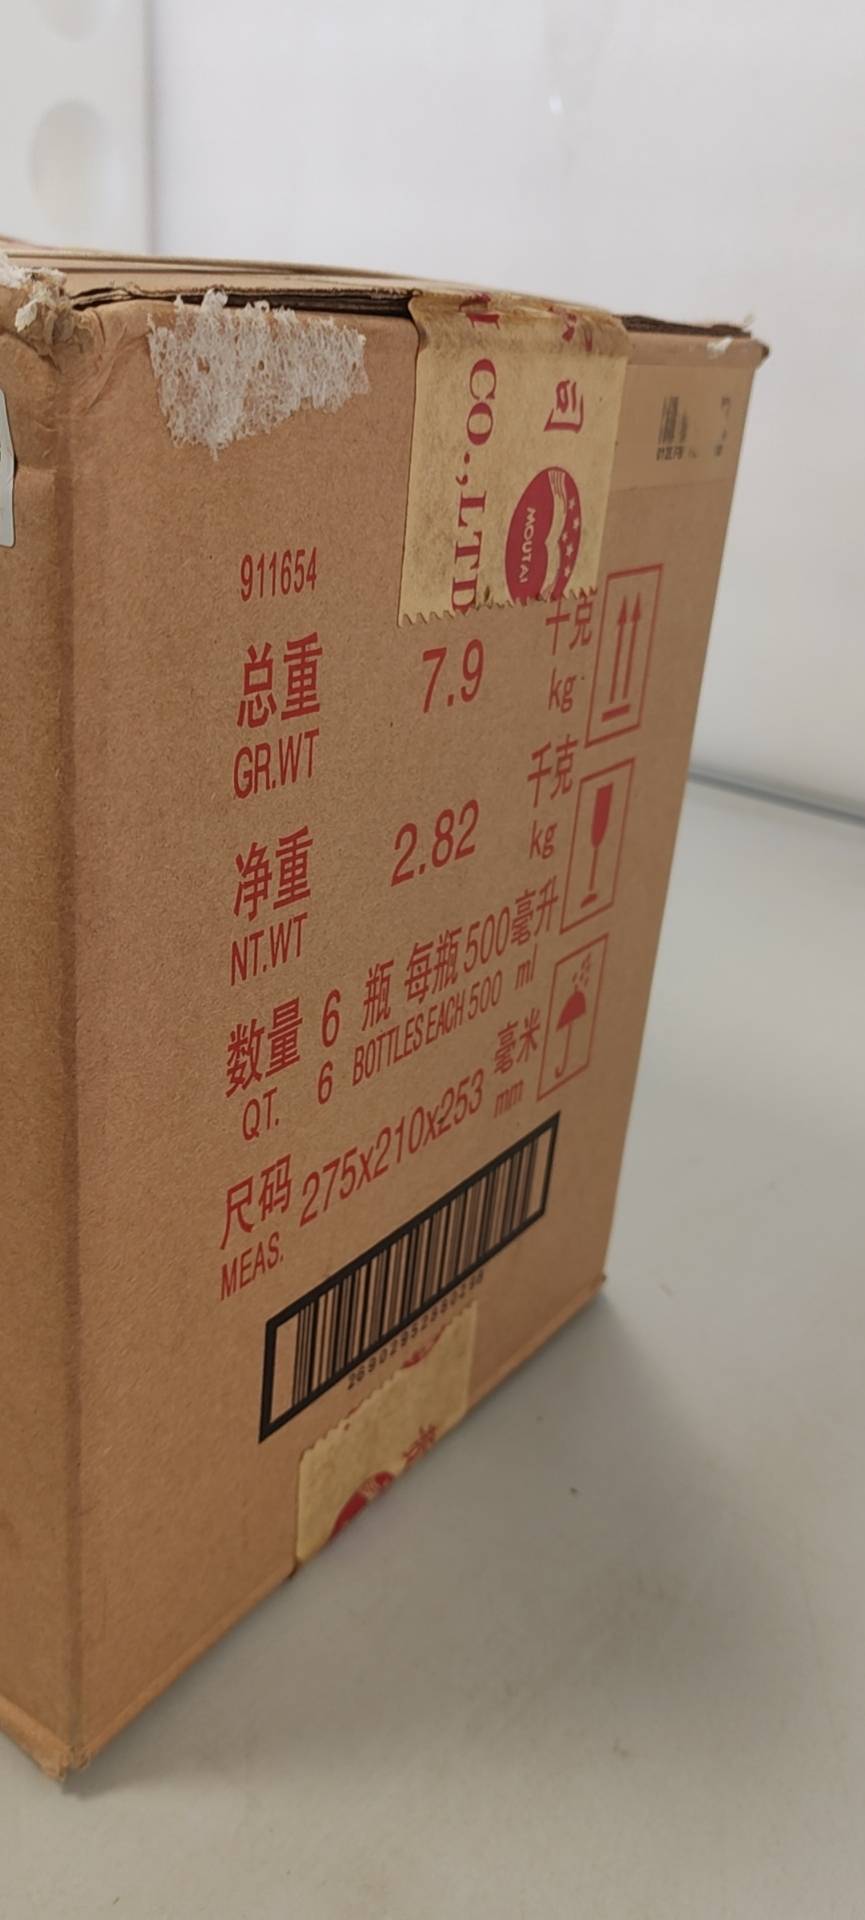 CO.,LTD
司
MOUTAI
911654
总重 7.9 千克
GR.WT kg
净重 2.82 千克
NT.WT kg
数量 6 瓶 每瓶 500 毫升
QT. 6 BOTTLES EACH 500 ml
尺码 275x210x253 毫米
MEAS. mm